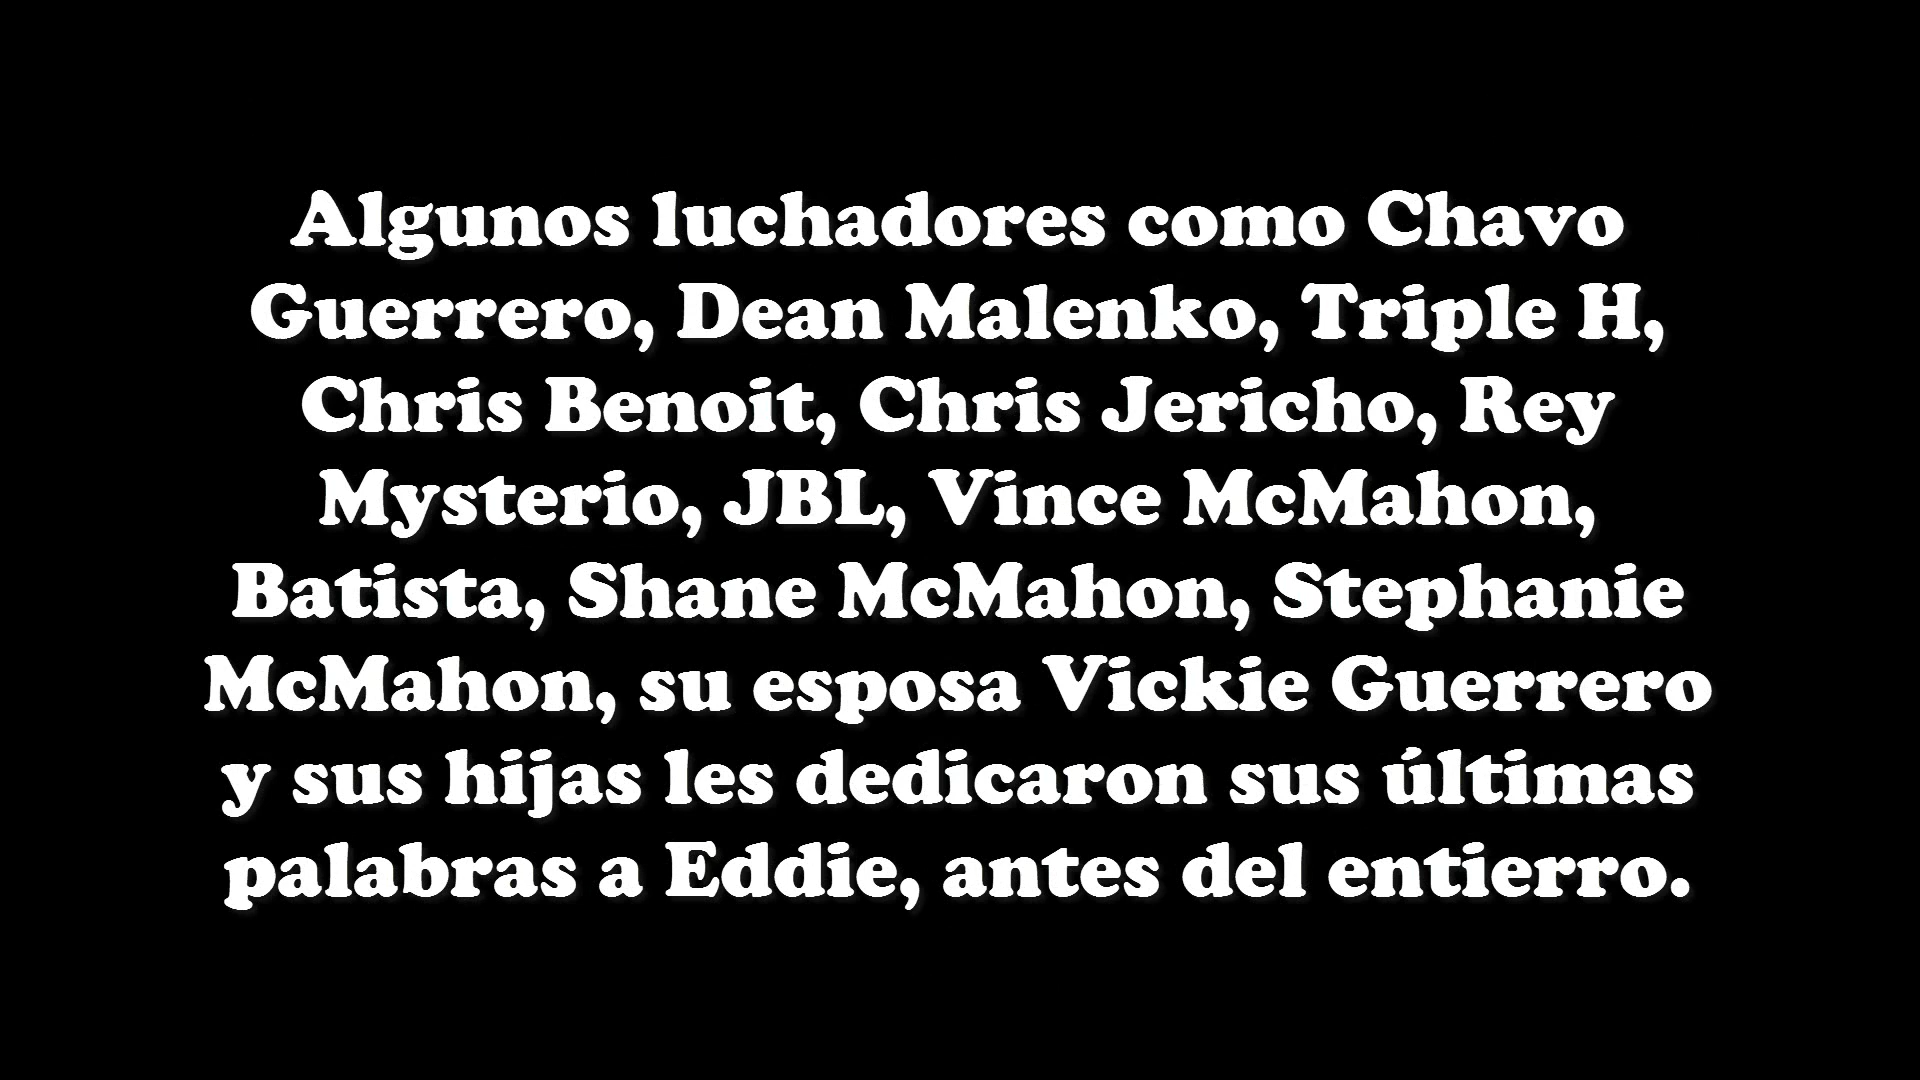 Algunos luchadores como Chavo
Guerrero, Dean Malenko, Triple H,
Chris Benoit, Chris Jericho, Rey
Mysterio, JBL, Vince McMahon,
Batista, Shane McMahon, Stephanie
McMahon, su esposa Vickie Guerrero
y sus hijas les dedicaron sus últimas
palabras a Eddie, antes del entierro.